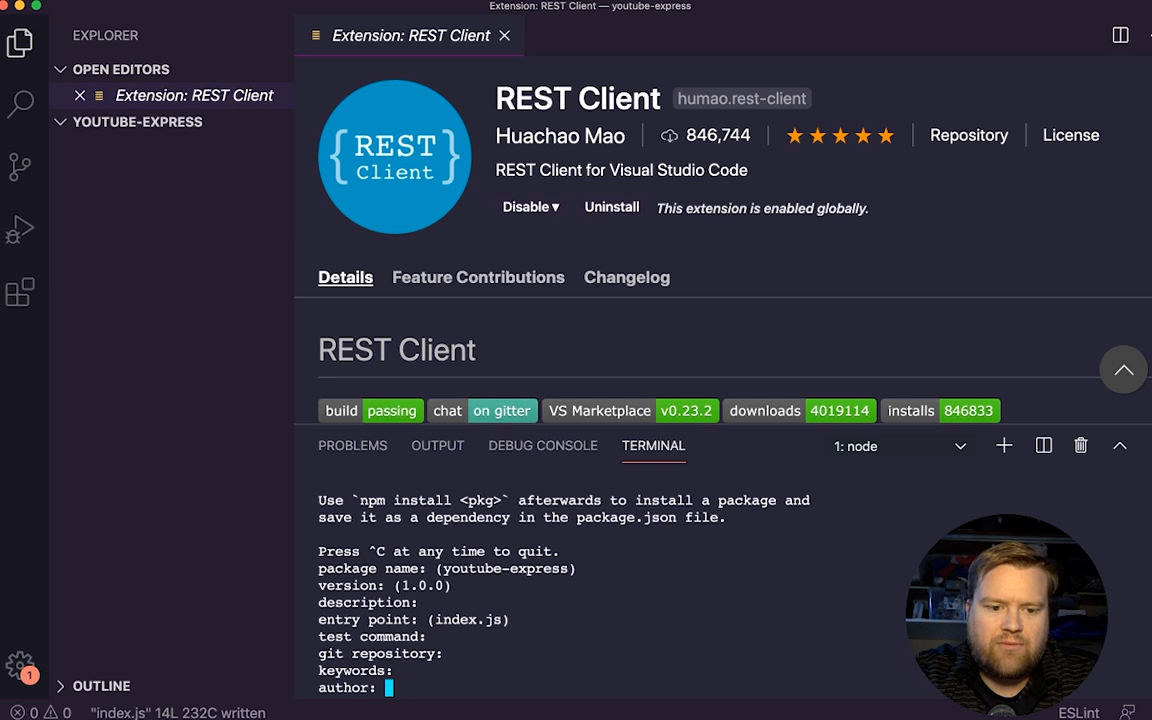 Extension: REST Client — youtube-express
EXPLORER
OPEN EDITORS
Extension: REST Client
YOUTUBE-EXPRESS
OUTLINE
1
Extension: REST Client
{ REST Client }
REST Client humao.rest-client
Huachao Mao 846,744 Repository License
REST Client for Visual Studio Code
Disable Uninstall This extension is enabled globally.
Details Feature Contributions Changelog
REST Client
build passing chat on gitter VS Marketplace v0.23.2 downloads 4019114 installs 846833
PROBLEMS OUTPUT DEBUG CONSOLE TERMINAL 1: node
Use `npm install <pkg>` afterwards to install a package and
save it as a dependency in the package.json file.
Press ^C at any time to quit.
package name: (youtube-express)
version: (1.0.0)
description:
entry point: (index.js)
test command:
git repository:
keywords:
author:
0 0 "index.js" 14L 232C written ESLint